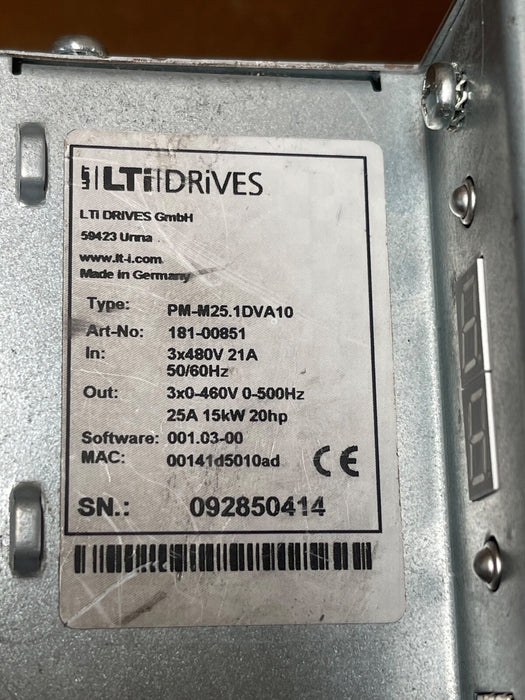 LTi DRiVES
LTI DRIVES GmbH
59423 Unna
www.lt-i.com
Made in Germany
Type: PM-M25.1DVA10
Art-No: 181-00851
In: 3x480V 21A
50/60Hz
Out: 3x0-460V 0-500Hz
25A 15kW 20hp
Software: 001.03-00
MAC: 00141d5010ad
CE
SN.: 092850414